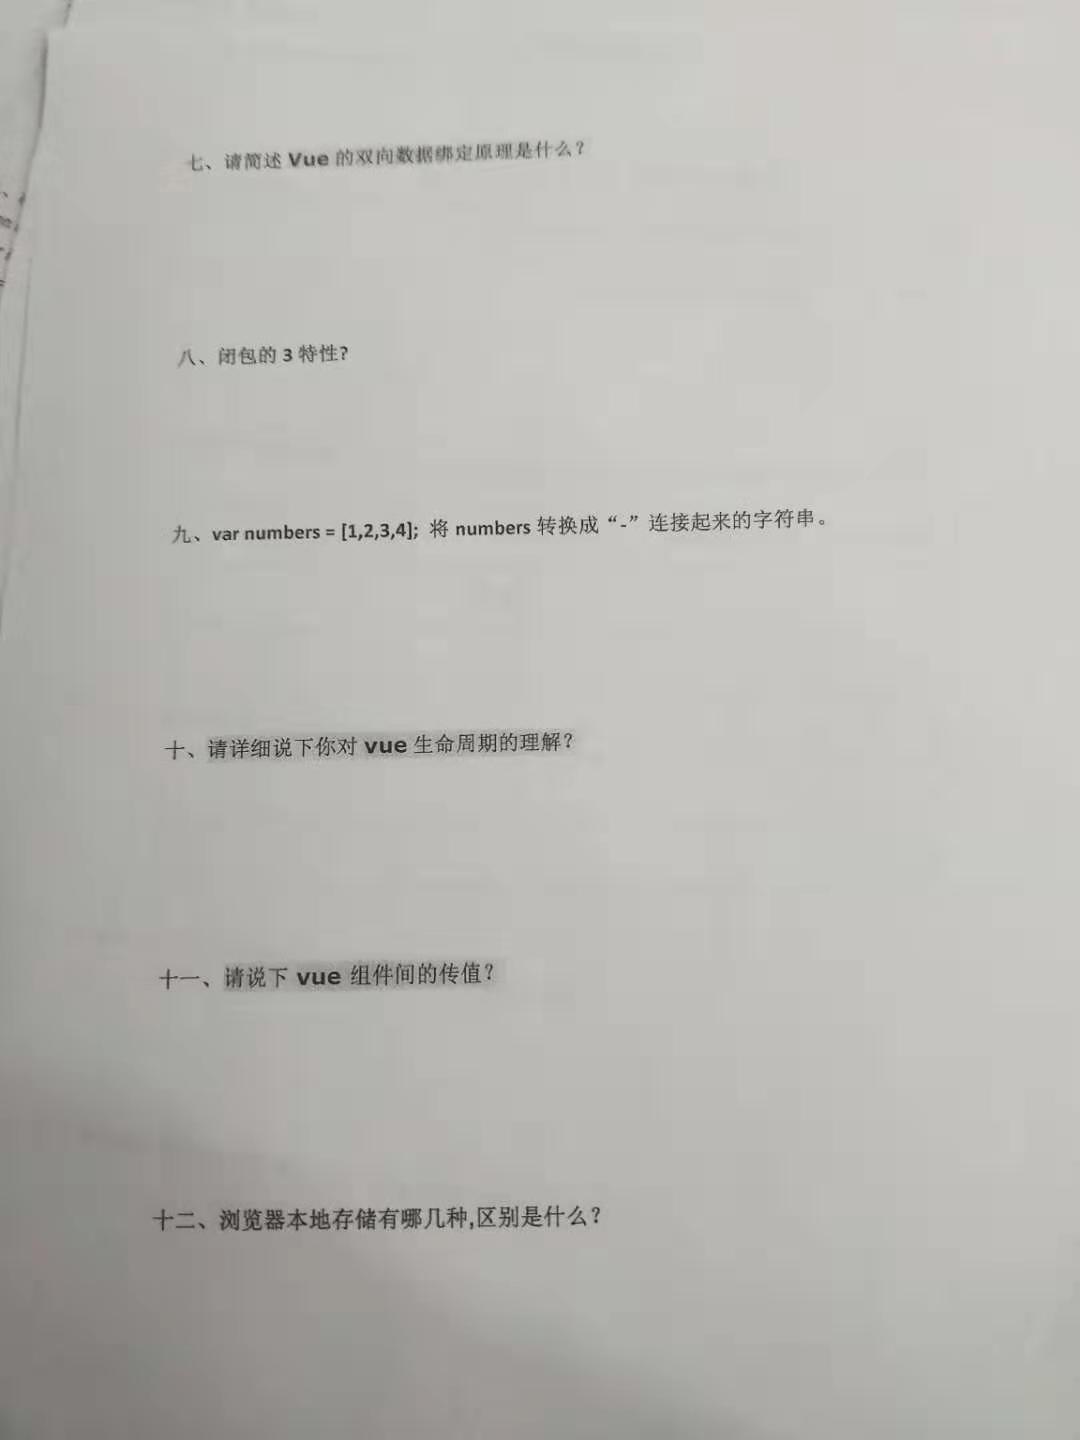 七、请简述 Vue 的双向数据绑定原理是什么？
八、闭包的 3 特性?
九、var numbers = [1,2,3,4]; 将 numbers 转换成“-”连接起来的字符串。
十、请详细说下你对 vue 生命周期的理解？
十一、请说下 vue 组件间的传值？
十二、浏览器本地存储有哪几种,区别是什么？